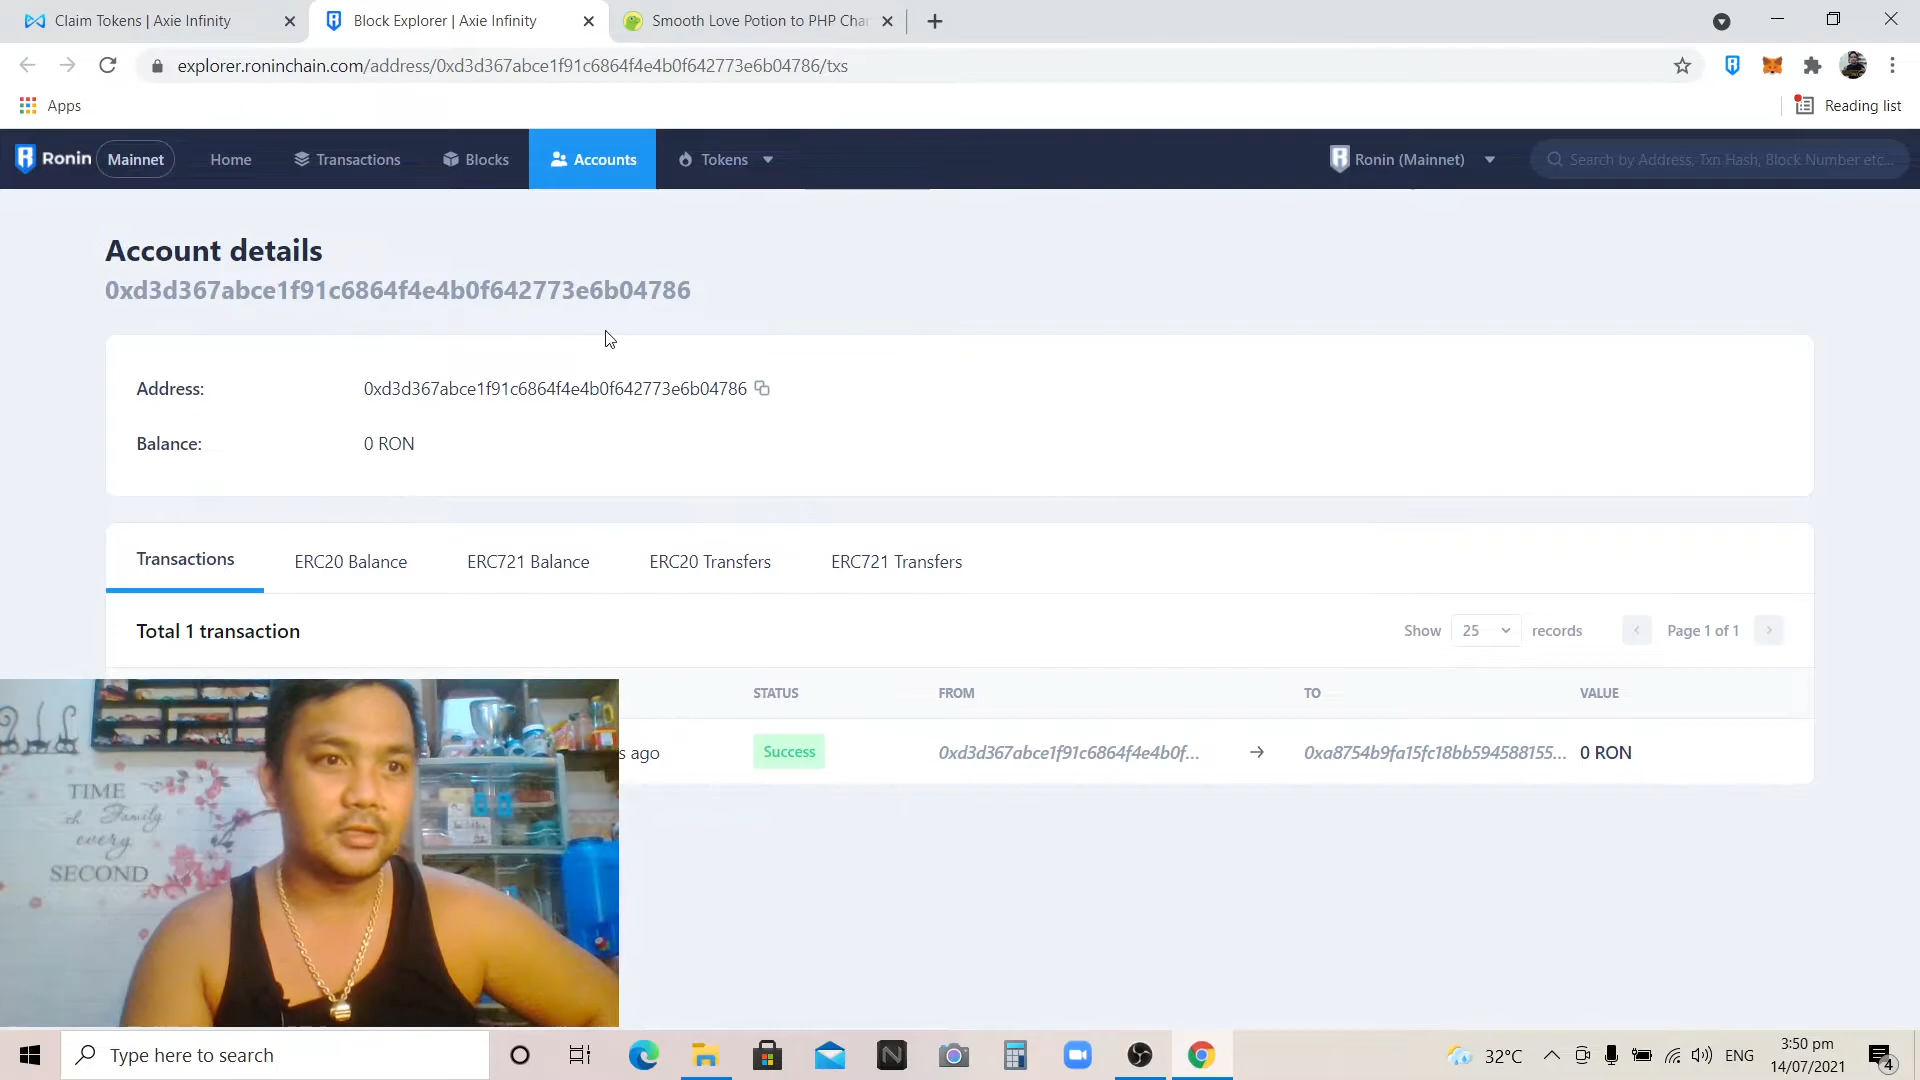 Claim Tokens | Axie Infinity
Block Explorer | Axie Infinity
Smooth Love Potion to PHP Cha
explorer.roninchain.com/address/0xd3d367abce1f91c6864f4e4b0f642773e6b04786/txs
Apps
Reading list
Ronin Mainnet Home Transactions Blocks Accounts Tokens Ronin (Mainnet) Search by Address, Txn Hash, Block Number etc...
Account details
0xd3d367abce1f91c6864f4e4b0f642773e6b04786
Address: 0xd3d367abce1f91c6864f4e4b0f642773e6b04786
Balance: 0 RON
Transactions ERC20 Balance ERC721 Balance ERC20 Transfers ERC721 Transfers
Total 1 transaction Show 25 records Page 1 of 1
STATUS FROM TO VALUE
s ago Success 0xd3d367abce1f91c6864f4e4b0f... → 0xa8754b9fa15fc18bb594588155... 0 RON
TIME
Family
every
SECOND
Type here to search
32°C
ENG
3:50 pm
14/07/2021
4